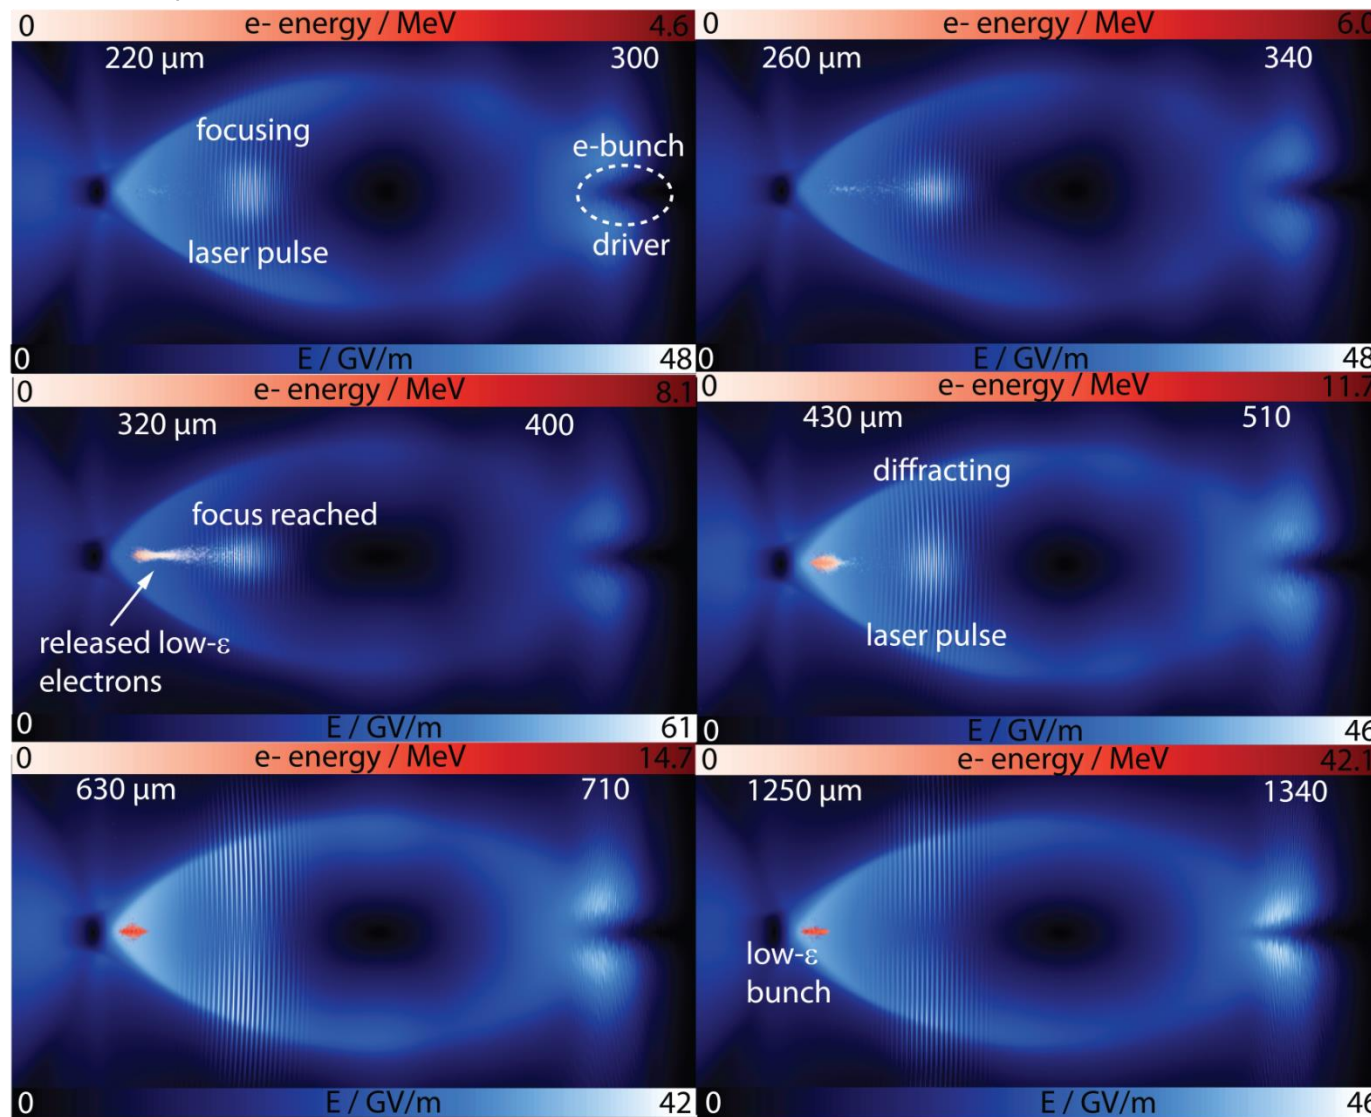 0 e- energy / MeV 4.6
220 µm 300
focusing
e-bunch
laser pulse
driver
0 E / GV/m 48
0 e- energy / MeV 6.0
260 µm 340
0 E / GV/m 48
0 e- energy / MeV 8.1
320 µm 400
focus reached
released low-ε
electrons
0 E / GV/m 61
0 e- energy / MeV 11.7
430 µm 510
diffracting
laser pulse
0 E / GV/m 46
0 e- energy / MeV 14.7
630 µm 710
0 E / GV/m 42
0 e- energy / MeV 42.1
1250 µm 1340
low-ε
bunch
0 E / GV/m 46